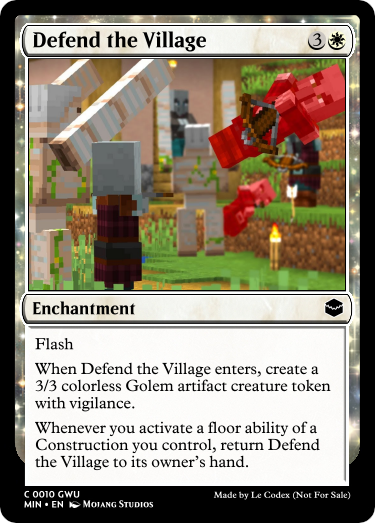 Defend the Village 3
Enchantment
Flash
When Defend the Village enters, create a
3/3 colorless Golem artifact creature token
with vigilance.
Whenever you activate a floor ability of a
Construction you control, return Defend
the Village to its owner's hand.
C 0010 GWU
MIN • EN Mojang Studios
Made by Le Codex (Not For Sale)